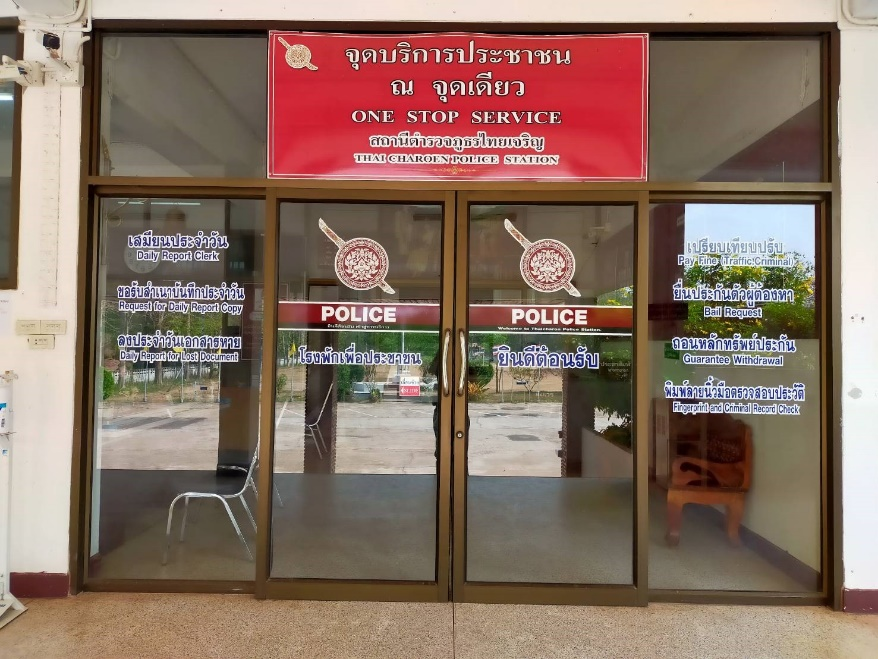 จุดบริการประชาชน
ณ จุดเดียว
ONE STOP SERVICE
สถานีตำรวจภูธรไทยเจริญ
THAI CHAROEN POLICE STATION
เสมียนประจำวัน
Daily Report Clerk
ขอรับสำเนาบันทึกประจำวัน
Request for Daily Report Copy
ลงประจำวันเอกสารหาย
Daily Report for Lost Document
POLICE
ยินดีรับแจ้ง
โรงพักเพื่อประชาชน
POLICE
Welcome to Thaicharoen Police Station.
ยินดีต้อนรับ
เปรียบเทียบปรับ
Pay Fine (Traffic,Criminal)
ยื่นประกันตัวผู้ต้องหา
Bail Request
ถอนหลักทรัพย์ประกัน
Guarantee Withdrawal
พิมพ์ลายนิ้วมือตรวจสอบประวัติ
Fingerprint and Criminal Record Check